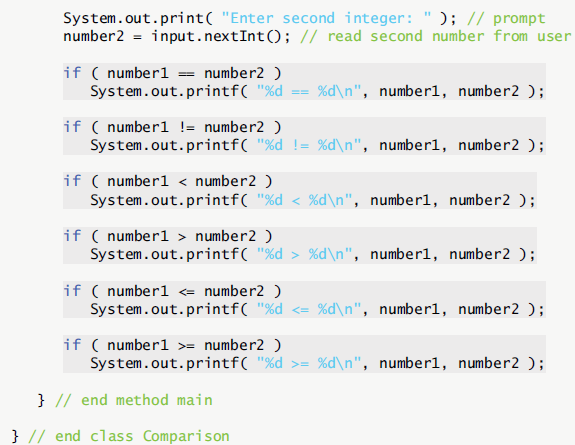 System.out.print( "Enter second integer: " ); // prompt
number2 = input.nextInt(); // read second number from user
if ( number1 == number2 )
System.out.printf( "%d == %d\n", number1, number2 );
if ( number1 != number2 )
System.out.printf( "%d != %d\n", number1, number2 );
if ( number1 < number2 )
System.out.printf( "%d < %d\n", number1, number2 );
if ( number1 > number2 )
System.out.printf( "%d > %d\n", number1, number2 );
if ( number1 <= number2 )
System.out.printf( "%d <= %d\n", number1, number2 );
if ( number1 >= number2 )
System.out.printf( "%d >= %d\n", number1, number2 );
} // end method main
} // end class Comparison